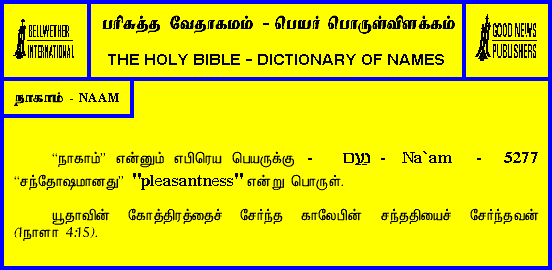 BELLWETHER
INTERNATIONAL
பரிசுத்த வேதாகமம் - பெயர் பொருள்விளக்கம்
THE HOLY BIBLE - DICTIONARY OF NAMES
GOOD NEWS
PUBLISHERS
நாகாம் - NAAM
“நாகாம்” என்னும் எபிரெய பெயருக்கு - נַעַם - Na`am - 5277
“சந்தோஷமானது” "pleasantness" என்று பொருள்.
யூதாவின் கோத்திரத்தைச் சேர்ந்த காலேபின் சந்ததியைச் சேர்ந்தவன்
(1நாளா 4:15).